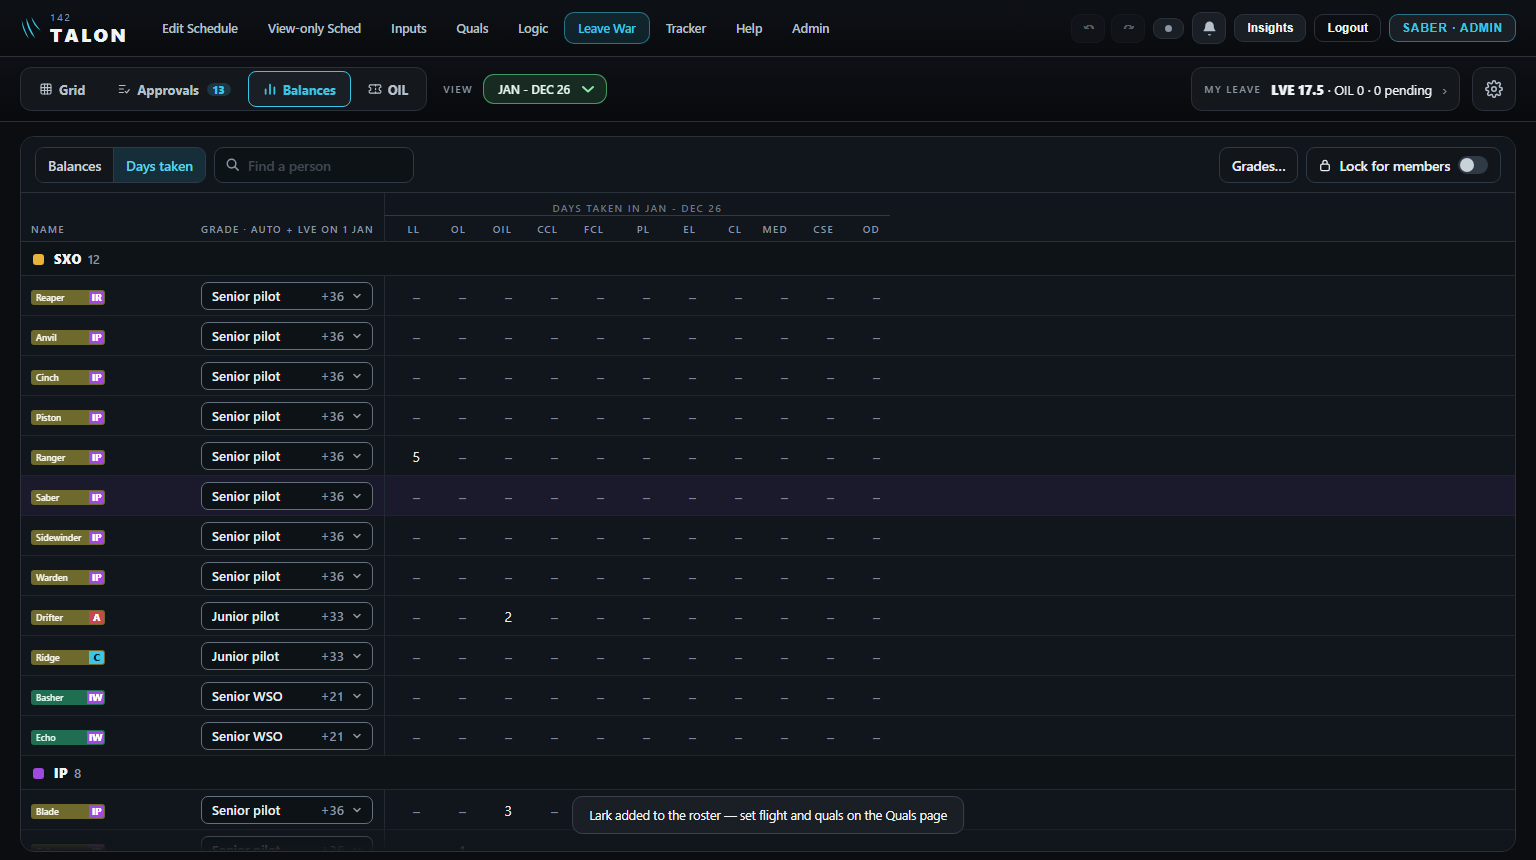 142
TALON
Edit Schedule
View-only Sched
Inputs
Quals
Logic
Leave War
Tracker
Help
Admin
Insights
Logout
SABER · ADMIN
Grid
Approvals 13
Balances
OIL
VIEW
JAN - DEC 26
MY LEAVE LVE 17.5 · OIL 0 · 0 pending ›
Balances
Days taken
Find a person
Grades...
Lock for members
DAYS TAKEN IN JAN - DEC 26
NAME GRADE · AUTO + LVE ON 1 JAN LL OL OIL CCL FCL PL EL CL MED CSE OD
SXO 12
Reaper IR Senior pilot +36 – – – – – – – – – – –
Anvil IP Senior pilot +36 – – – – – – – – – – –
Cinch IP Senior pilot +36 – – – – – – – – – – –
Piston IP Senior pilot +36 – – – – – – – – – – –
Ranger IP Senior pilot +36 5 – – – – – – – – – –
Saber IP Senior pilot +36 – – – – – – – – – – –
Sidewinder IP Senior pilot +36 – – – – – – – – – – –
Warden IP Senior pilot +36 – – – – – – – – – – –
Drifter A Junior pilot +33 – – 2 – – – – – – – –
Ridge C Junior pilot +33 – – – – – – – – – – –
Basher IW Senior WSO +21 – – – – – – – – – – –
Echo IW Senior WSO +21 – – – – – – – – – – –
IP 8
Blade IP Senior pilot +36 – – 3 –
Lark added to the roster — set flight and quals on the Quals page